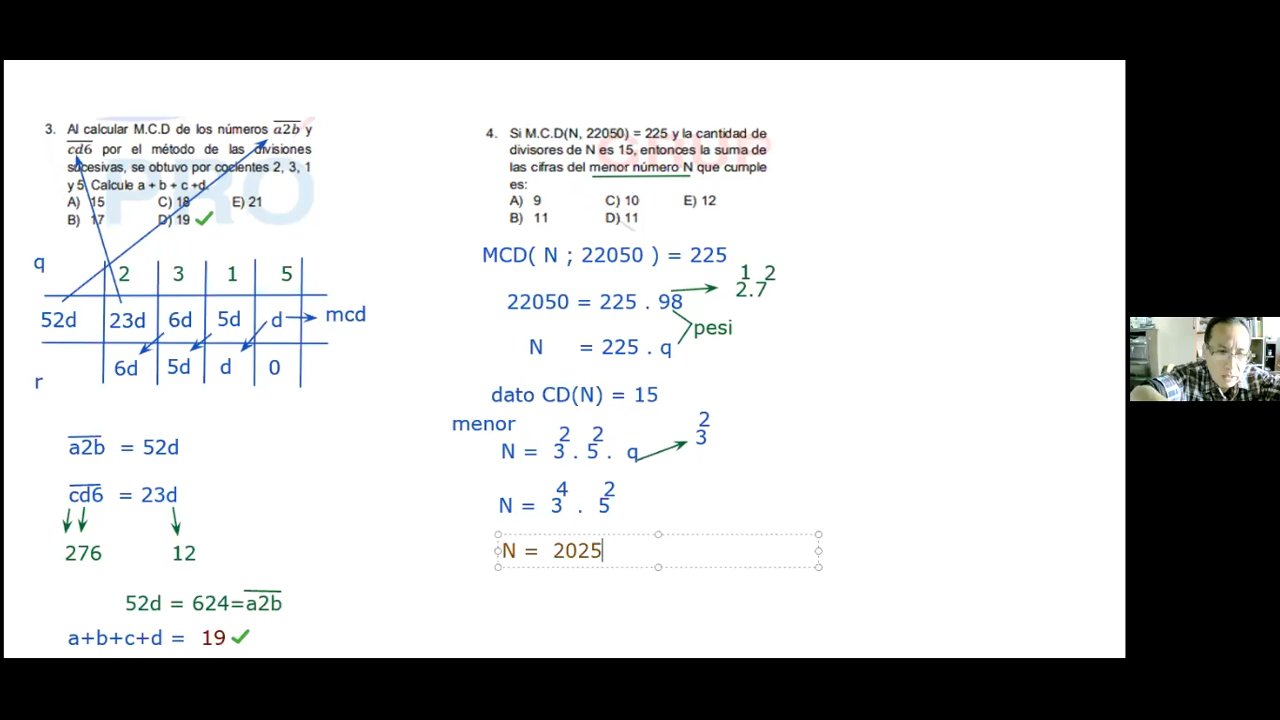 3. Al calcular M.C.D de los números a2b y
cd6 por el método de las divisiones
sucesivas, se obtuvo por cocientes 2, 3, 1
y 5. Calcule a + b + c +d.
A) 15 C) 18 E) 21
B) 17 D) 19
PRO
q 2 3 1 5
52d 23d 6d 5d d mcd
r 6d 5d d 0
a2b = 52d
cd6 = 23d
276 12
52d = 624=a2b
a+b+c+d = 19
4. Si M.C.D(N, 22050) = 225 y la cantidad de
divisores de N es 15, entonces la suma de
las cifras del menor número N que cumple
es:
A) 9 C) 10 E) 12
B) 11 D) 11
GRUP
MCD( N ; 22050 ) = 225
1 2
22050 = 225 . 98 2.7
pesi
N = 225 . q
dato CD(N) = 15
menor
2 2 2
N = 3 . 5 . q 3
4 2
N = 3 . 5
N = 2025